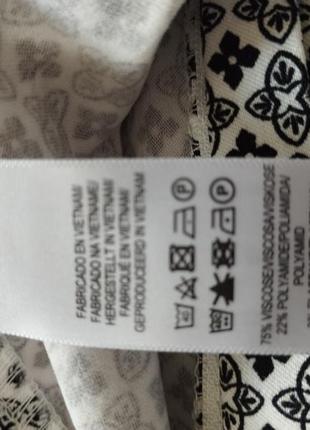 FABRICADO EN VIETNAM/
FABRICADO NA VIETNAME/
HERGESTELLT IN VIETNAM/
FABRIQUÉ EN VIETNAM/
GEPRODUCEERD IN VIETNAM
P
P
75% VISCOSE/VISCOSA/VISKOSE
22% POLYAMIDE/POLIAMIDA/
POLYAMID